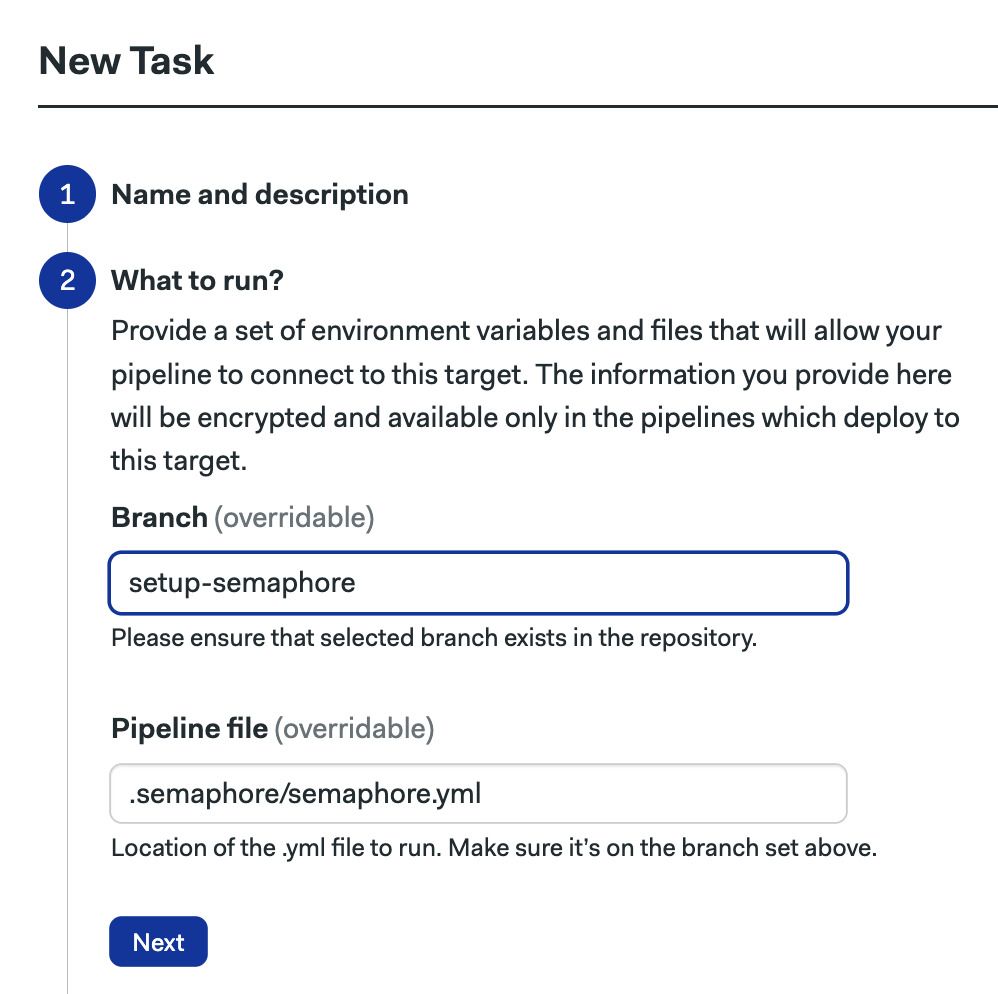 New Task
1 Name and description
2 What to run?
Provide a set of environment variables and files that will allow your
pipeline to connect to this target. The information you provide here
will be encrypted and available only in the pipelines which deploy to
this target.
Branch (overridable)
setup-semaphore
Please ensure that selected branch exists in the repository.
Pipeline file (overridable)
.semaphore/semaphore.yml
Location of the .yml file to run. Make sure it's on the branch set above.
Next